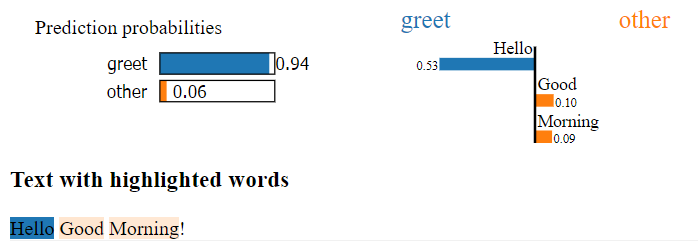 Prediction probabilities
greet 0.94
other 0.06
greet other
Hello
0.53
Good
0.10
Morning
0.09
Text with highlighted words
Hello Good Morning!